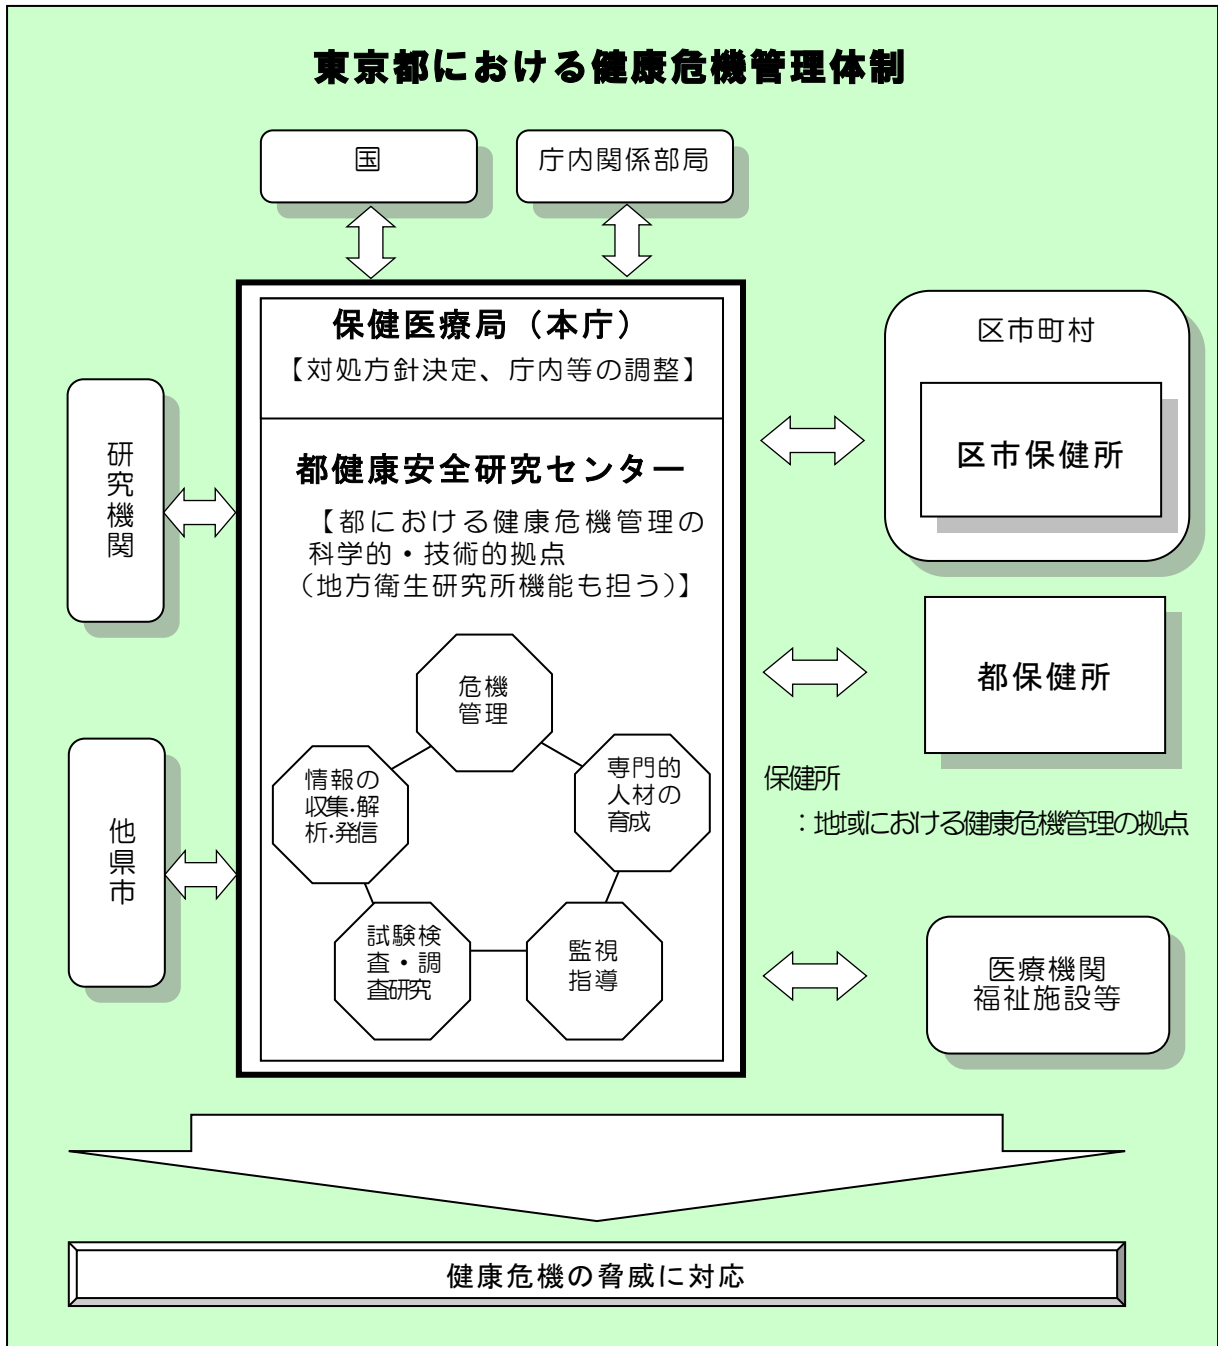 東京都における健康危機管理体制
国
庁内関係部局
保健医療局（本庁）
【対処方針決定、庁内等の調整】
都健康安全研究センター
【都における健康危機管理の
科学的・技術的拠点
（地方衛生研究所機能も担う）】
危機
管理
専門的
人材の
育成
情報の
収集・解
析・発信
試験検
査・調
査研究
監視
指導
研究機関
他県市
区市町村
区市保健所
都保健所
保健所
：地域における健康危機管理の拠点
医療機関
福祉施設等
健康危機の脅威に対応